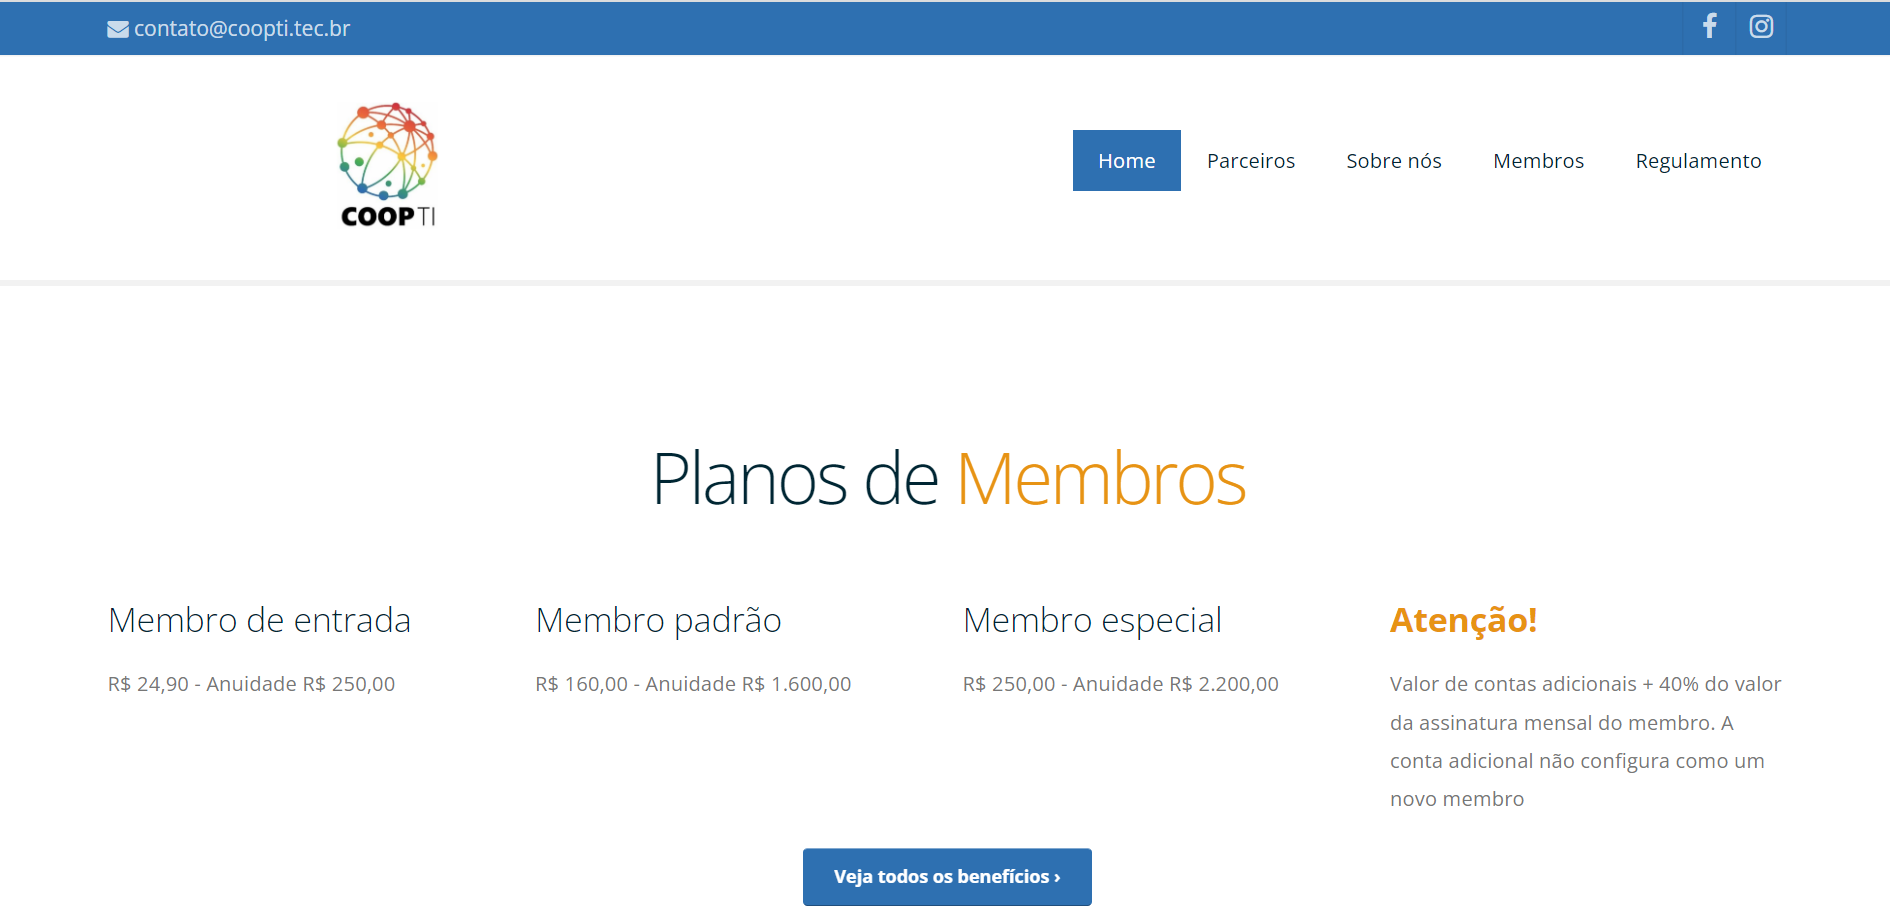 contato@coopti.tec.br
COOPTI
Home
Parceiros
Sobre nós
Membros
Regulamento
Planos de Membros
Membro de entrada
R$ 24,90 - Anuidade R$ 250,00
Membro padrão
R$ 160,00 - Anuidade R$ 1.600,00
Membro especial
R$ 250,00 - Anuidade R$ 2.200,00
Atenção!
Valor de contas adicionais + 40% do valor
da assinatura mensal do membro. A
conta adicional não configura como um
novo membro
Veja todos os benefícios ›